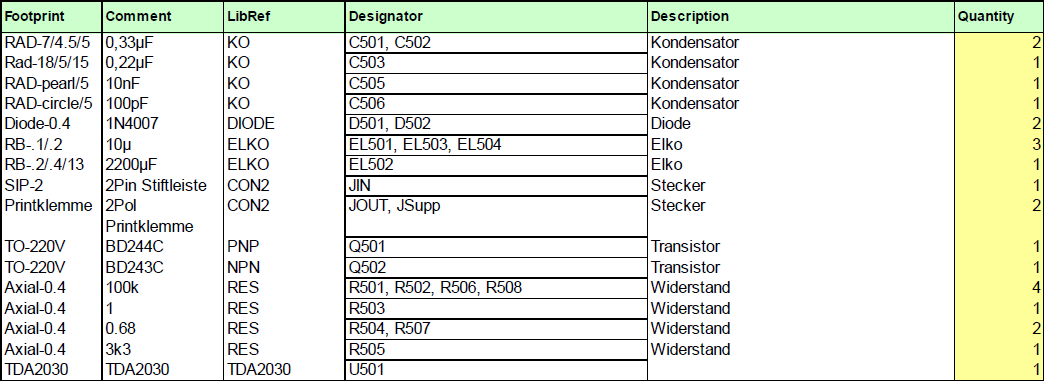 Footprint Comment LibRef Designator Description Quantity
RAD-7/4.5/5 0,33µF KO C501, C502 Kondensator 2
Rad-18/5/15 0,22µF KO C503 Kondensator 1
RAD-pearl/5 10nF KO C505 Kondensator 1
RAD-circle/5 100pF KO C506 Kondensator 1
Diode-0.4 1N4007 DIODE D501, D502 Diode 2
RB-.1/.2 10µ ELKO EL501, EL503, EL504 Elko 3
RB-.2/.4/13 2200µF ELKO EL502 Elko 1
SIP-2 2Pin Stiftleiste CON2 JIN Stecker 1
Printklemme 2Pol CON2 JOUT, JSupp Stecker 2
Printklemme
TO-220V BD244C PNP Q501 Transistor 1
TO-220V BD243C NPN Q502 Transistor 1
Axial-0.4 100k RES R501, R502, R506, R508 Widerstand 4
Axial-0.4 1 RES R503 Widerstand 1
Axial-0.4 0.68 RES R504, R507 Widerstand 2
Axial-0.4 3k3 RES R505 Widerstand 1
TDA2030 TDA2030 TDA2030 U501 1